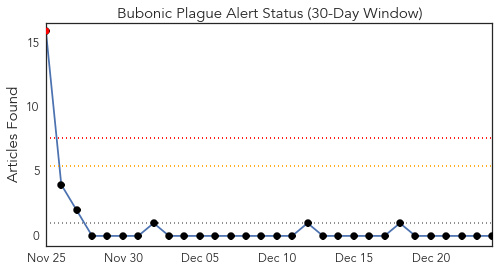 Bubonic Plague Alert Status (30-Day Window)
Articles Found
15
10
5
0
Nov 25 Nov 30 Dec 05 Dec 10 Dec 15 Dec 20